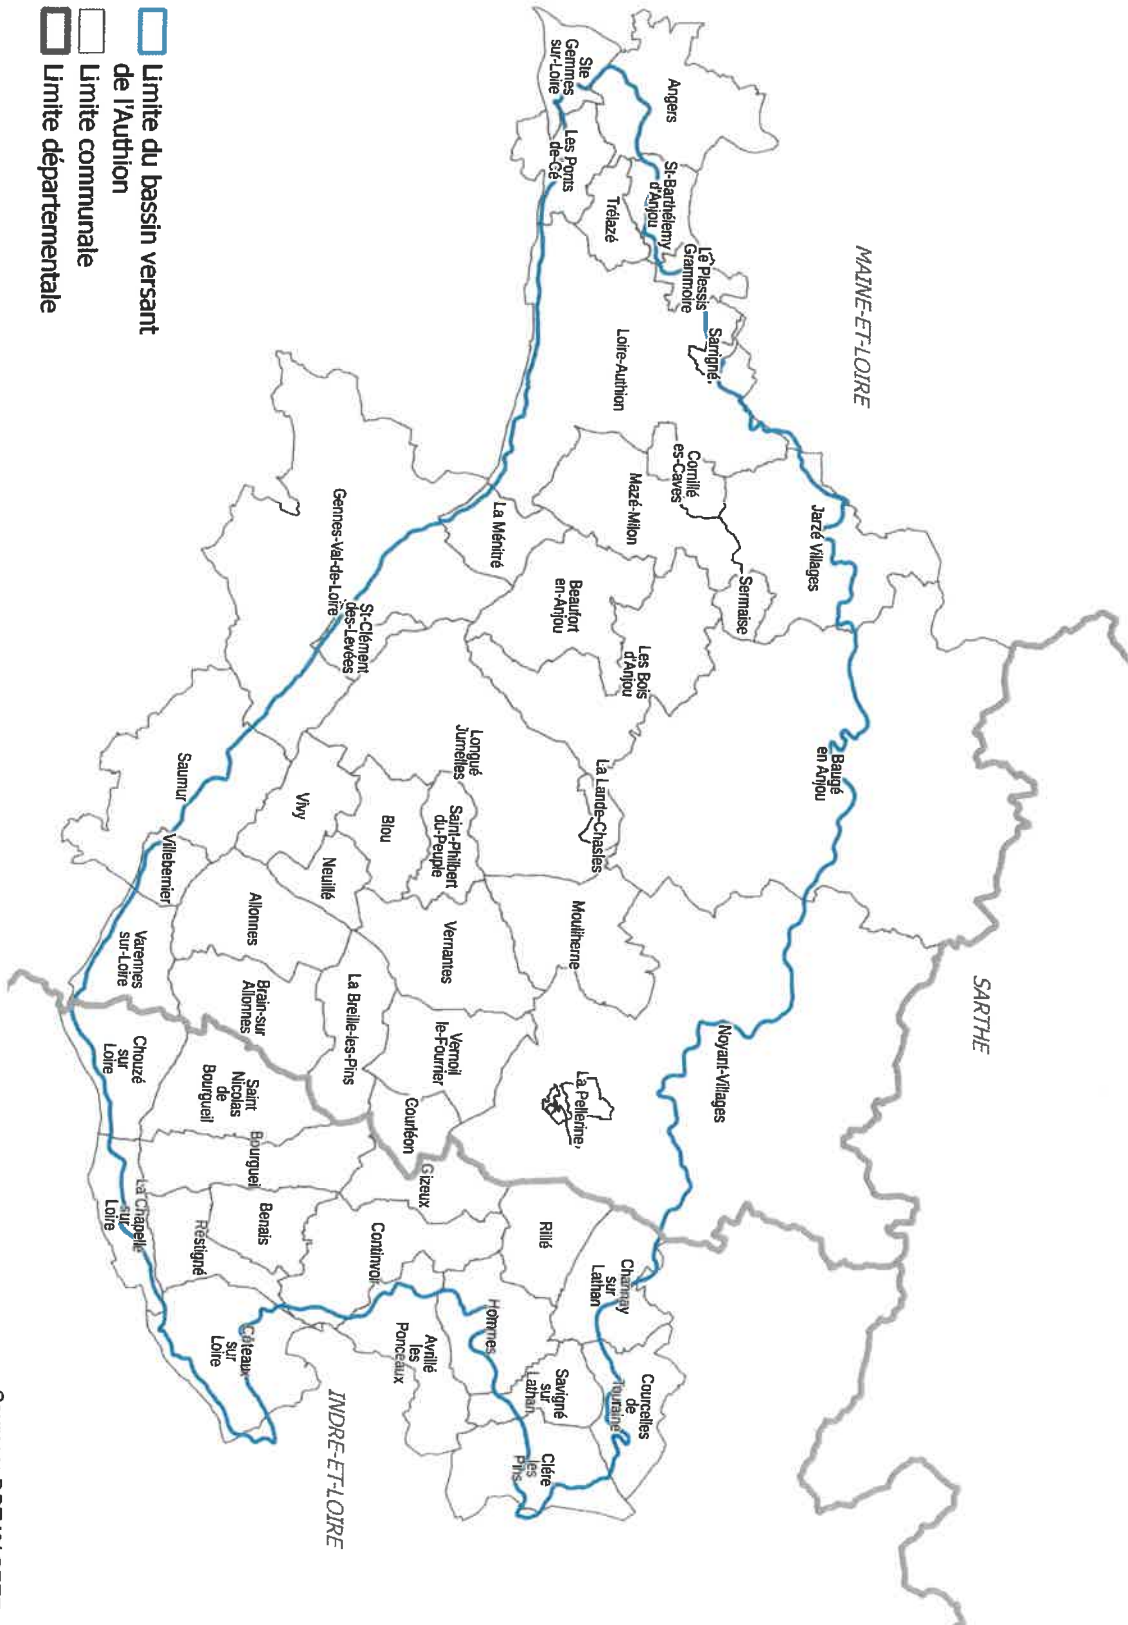 SARTHE
MAINE-ET-LOIRE
Baugé
en Anjou
Jarzé Villages
Noyant-Villages
Sermaise
Sarrigné
Le Plessis
Grammoire
Angers
St-Barthélemy
d'Anjou
Cornillé
es-Caves
Trélazé
Loire-Authion
Mazé-Milon
Les Bois
d'Anjou
La Lande-Chasles
La Pellerine
Channay
sur
Lathan
Courcelles
de
Touraine
Ste
Gemmes
sur-Loire
Les Ponts
de-Cé
Beaufort
en-Anjou
Mouliherne
Rillé
Savigné
sur
Lathan
Cléré
les
Pins
La Ménitré
Hommes
Longué
Jumelles
Saint-Philbert
du-Peuple
Vernantes
Vernoil
le-Fourrier
Courléon
Gizeux
Avrillé
les
Ponceaux
Blou
Continvoir
St-Clément
des-Levées
Gennes-Val-de-Loire
La Breille-les-Pins
INDRE-ET-LOIRE
Neuillé
Vivy
Allonnes
Brain-sur
Allonnes
Saint
Nicolas
de
Bourgueil
Bourgueil
Benais
Restigné
Côteaux
sur
Loire
Saumur
Villebernier
Varennes
sur-Loire
Chouzé
sur
Loire
La Chapelle
sur
Loire
Limite du bassin versant
de l'Authion
Limite communale
Limite départementale